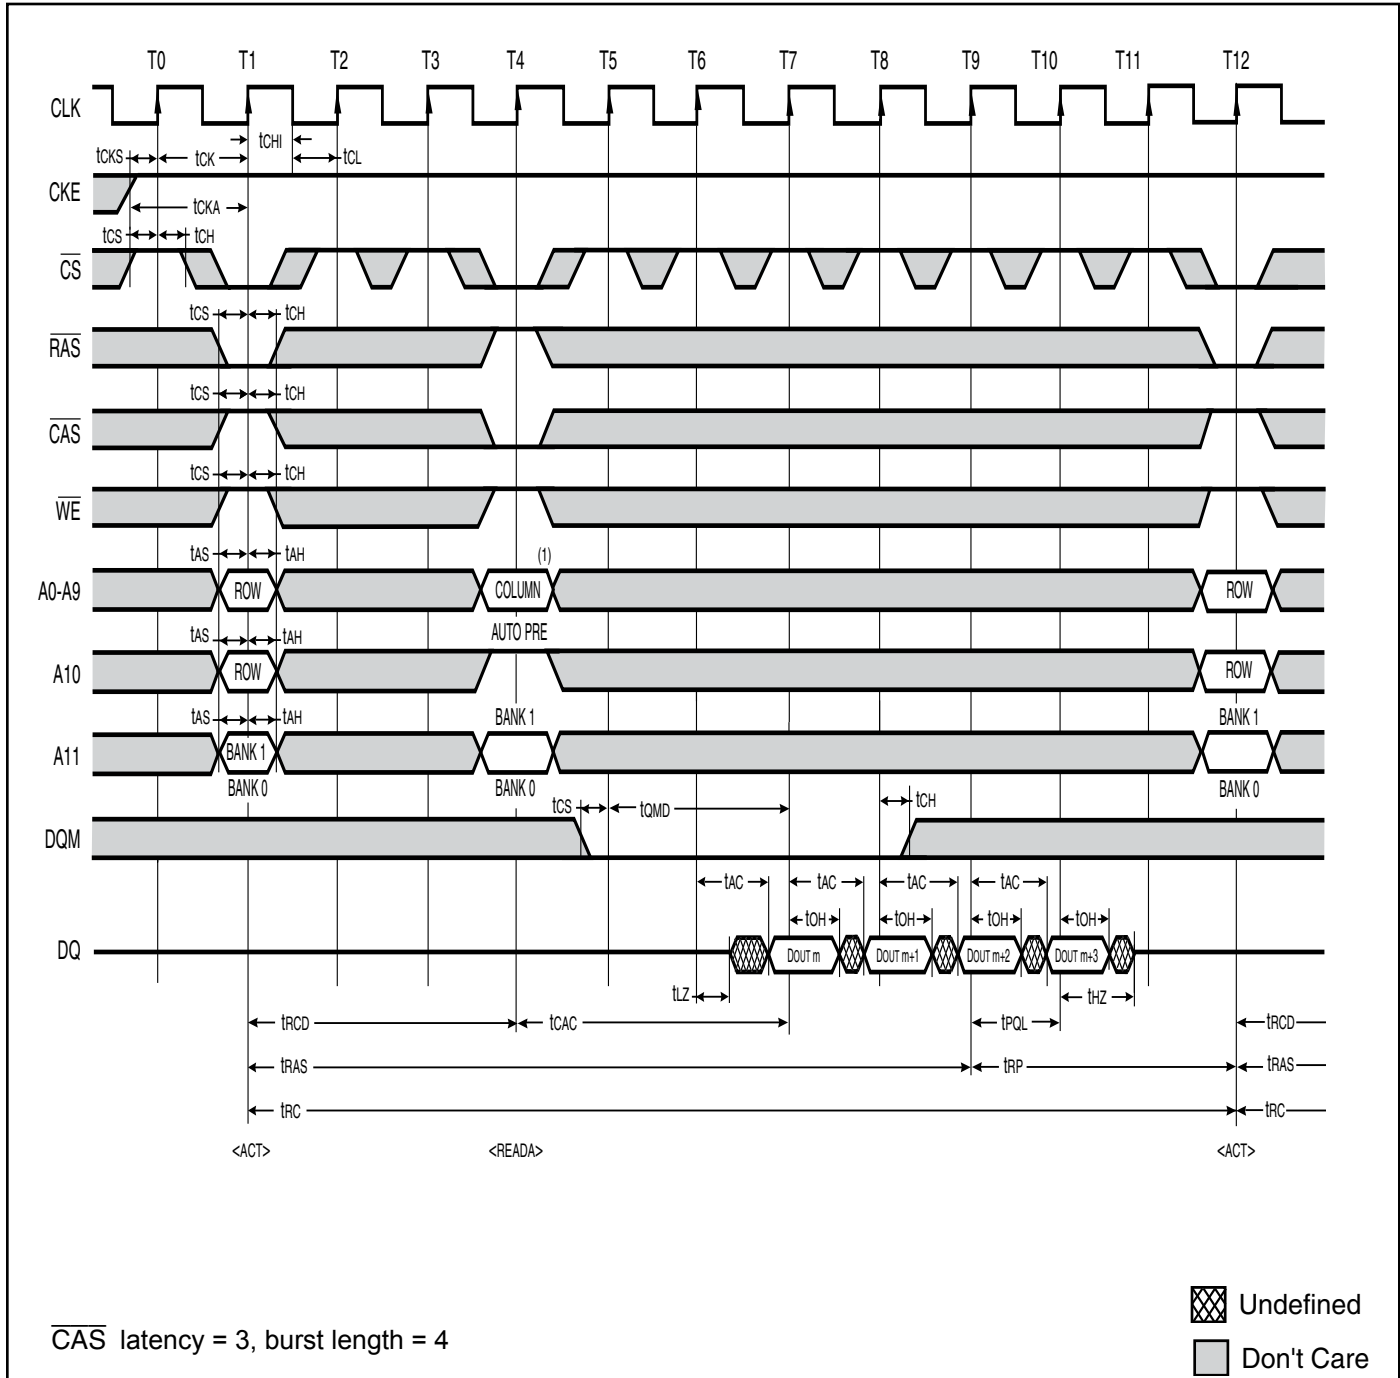 T0 T1 T2 T3 T4 T5 T6 T7 T8 T9 T10 T11 T12
CLK
tCHI
tCKS tCK tCL
CKE
tCKA
tCS tCH
CS
tCS tCH
RAS
tCS tCH
CAS
tCS tCH
WE
tAS tAH (1)
A0-A9 ROW COLUMN ROW
tAS tAH AUTO PRE
A10 ROW ROW
tAS tAH BANK 1 BANK 1
A11 BANK 1
BANK 0 BANK 0 BANK 0
tCS tQMD tCH
DQM
tAC tAC tAC tAC
tOH tOH tOH tOH
DQ DOUT m DOUT m+1 DOUT m+2 DOUT m+3
tLZ tHZ
tRCD tCAC tPQL tRCD
tRAS tRP tRAS
tRC tRC
<ACT> <READA> <ACT>
Undefined
CAS latency = 3, burst length = 4
Don't Care